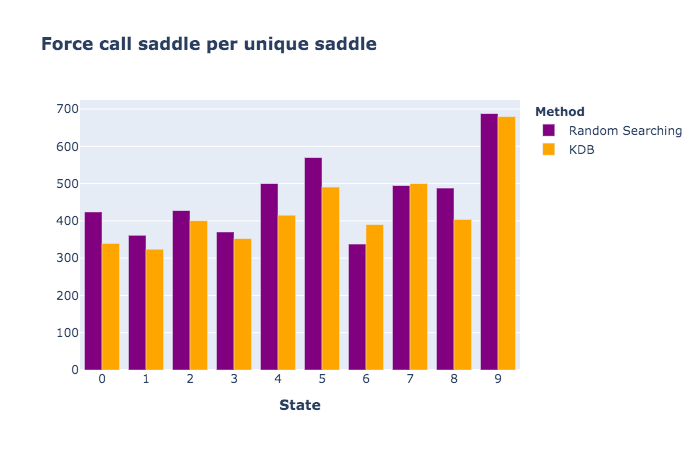 Force call saddle per unique saddle
Method
Random Searching
KDB
700
600
500
400
300
200
100
0
0 1 2 3 4 5 6 7 8 9
State